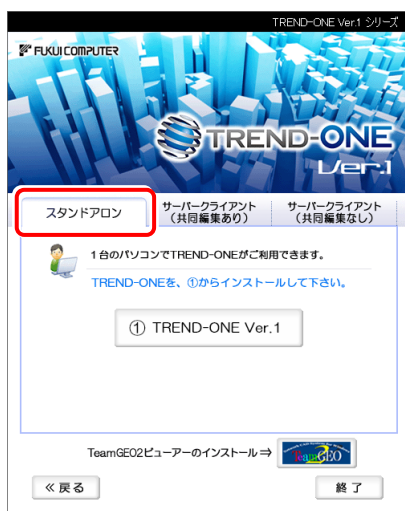 TREND-ONE Ver.1 シリーズ
FUKUI COMPUTER
TREND-ONE
Ver.1
スタンドアロン
サーバークライアント
（共同編集あり）
サーバークライアント
（共同編集なし）
1台のパソコンでTREND-ONEがご利用できます。
TREND-ONEを、①からインストールして下さい。
① TREND-ONE Ver.1
TeamGEO2ビューアーのインストール⇒
TeamGEO
2
≪戻る
終了